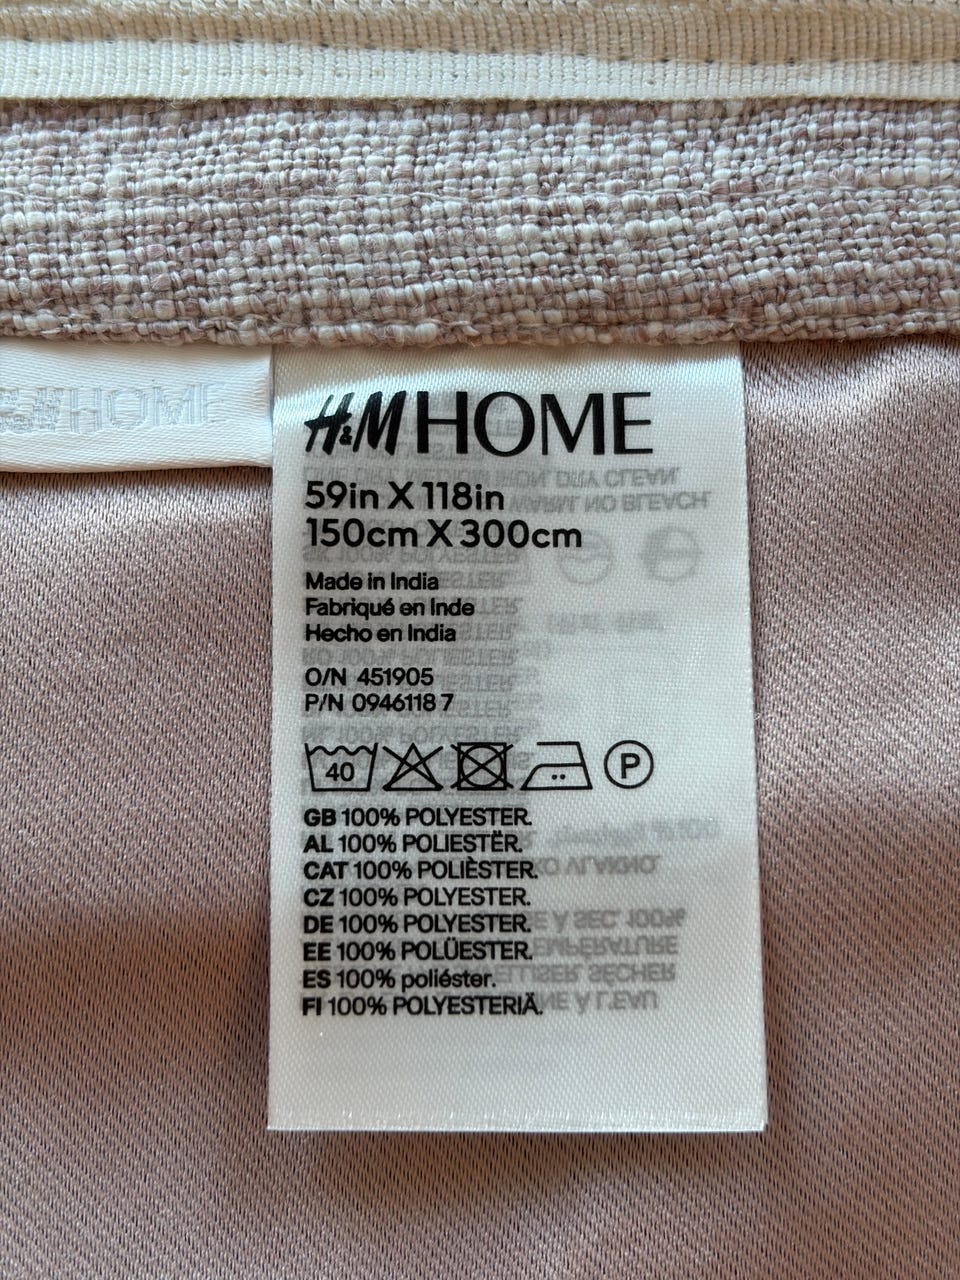 H&M HOME
HOME
59in X 118in
150cm X 300cm
Made in India
Fabriqué en Inde
Hecho en India
O/N 451905
P/N 0946118 7
40
P
GB 100% POLYESTER.
AL 100% POLIESTËR.
CAT 100% POLIÈSTER.
CZ 100% POLYESTER.
DE 100% POLYESTER.
EE 100% POLÜESTER.
ES 100% poliéster.
FI 100% POLYESTERIÄ.